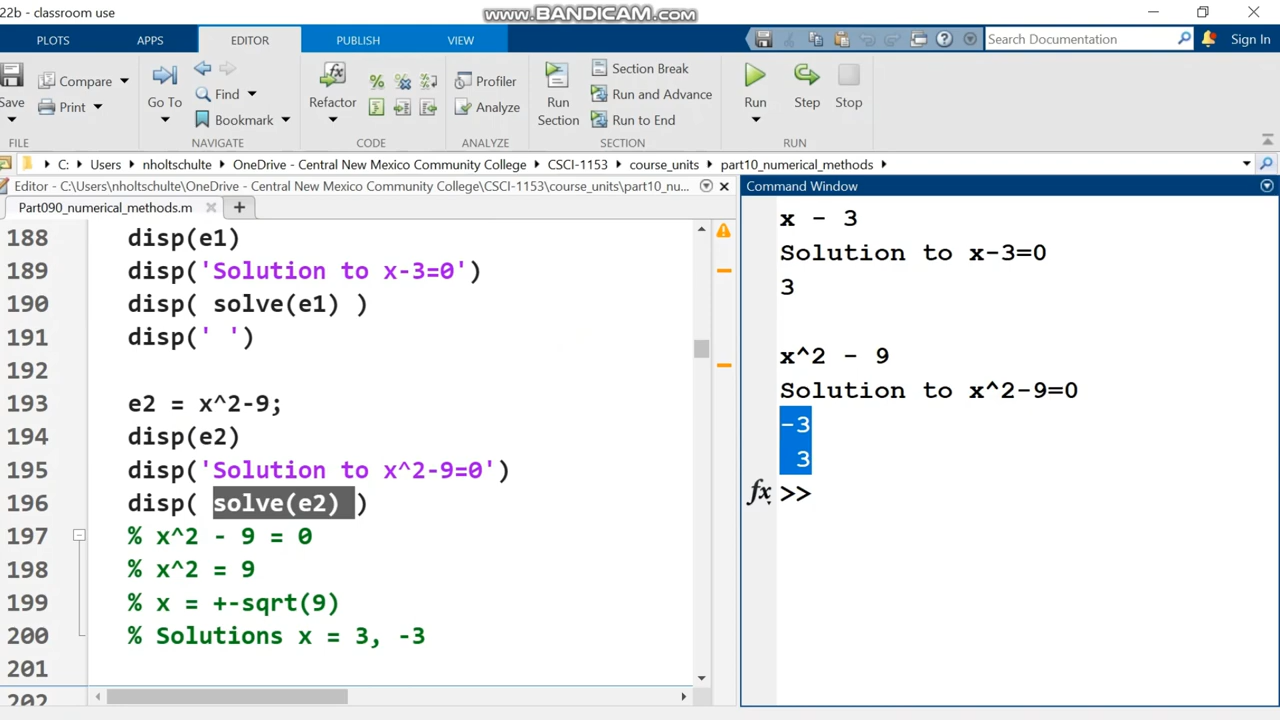 22b - classroom use
www.BANDICAM.com
PLOTS APPS EDITOR PUBLISH VIEW
Search Documentation
Sign In
Save
Compare
Print
FILE
Go To
Find
Bookmark
NAVIGATE
Refactor
CODE
Profiler
Analyze
ANALYZE
Run Section
Section Break
Run and Advance
Run to End
SECTION
Run
Step
Stop
RUN
C: Users nholtschulte OneDrive - Central New Mexico Community College CSCI-1153 course_units part10_numerical_methods
Editor - C:\Users\nholtschulte\OneDrive - Central New Mexico Community College\CSCI-1153\course_units\part10_nu...
Part090_numerical_methods.m
188 disp(e1)
189 disp('Solution to x-3=0')
190 disp( solve(e1) )
191 disp(' ')
192
193 e2 = x^2-9;
194 disp(e2)
195 disp('Solution to x^2-9=0')
196 disp( solve(e2) )
197 % x^2 - 9 = 0
198 % x^2 = 9
199 % x = +-sqrt(9)
200 % Solutions x = 3, -3
201
202
Command Window
x - 3
Solution to x-3=0
3
x^2 - 9
Solution to x^2-9=0
-3
3
fx >>